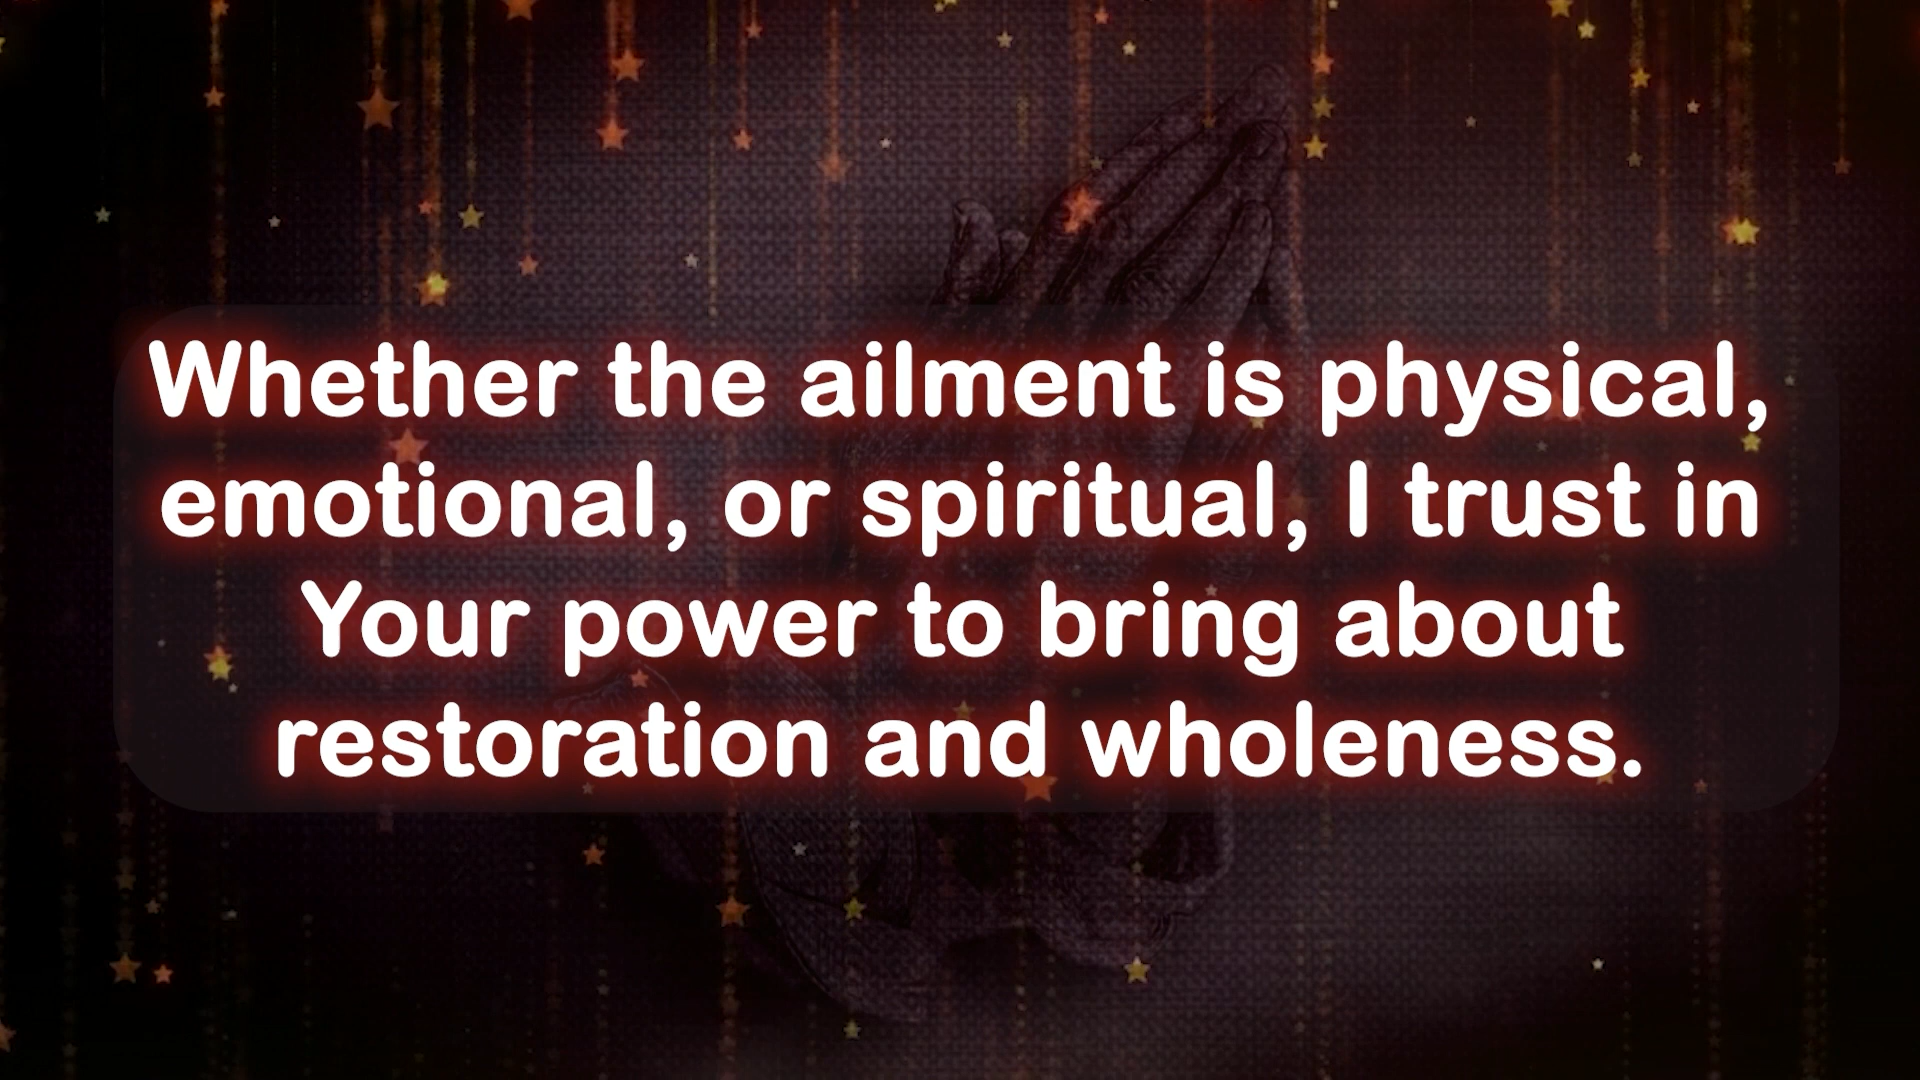 Whether the ailment is physical,
emotional, or spiritual, I trust in
Your power to bring about
restoration and wholeness.